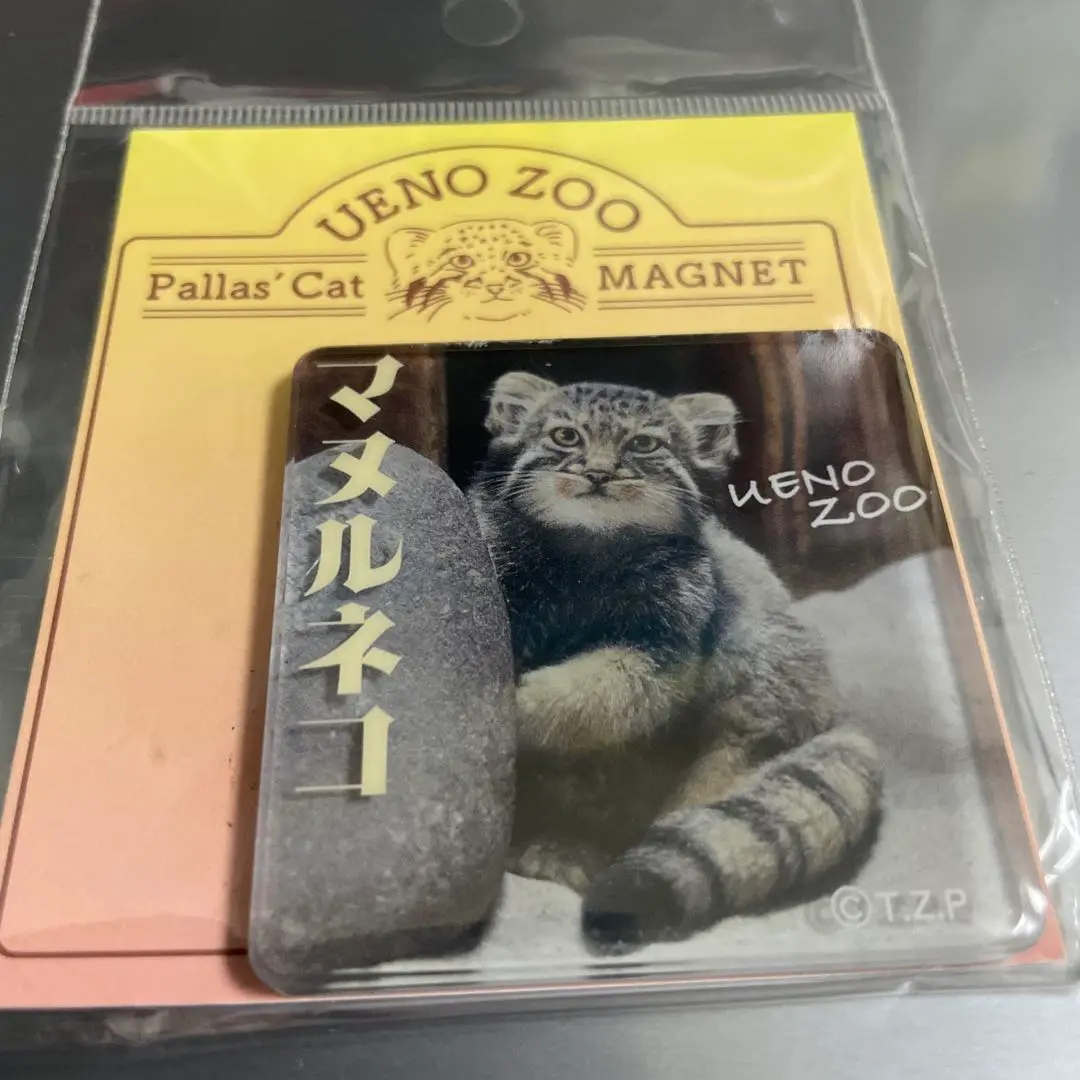 UENO ZOO
Pallas' Cat MAGNET
マヌルネコ
UENO
ZOO
© T.Z.P